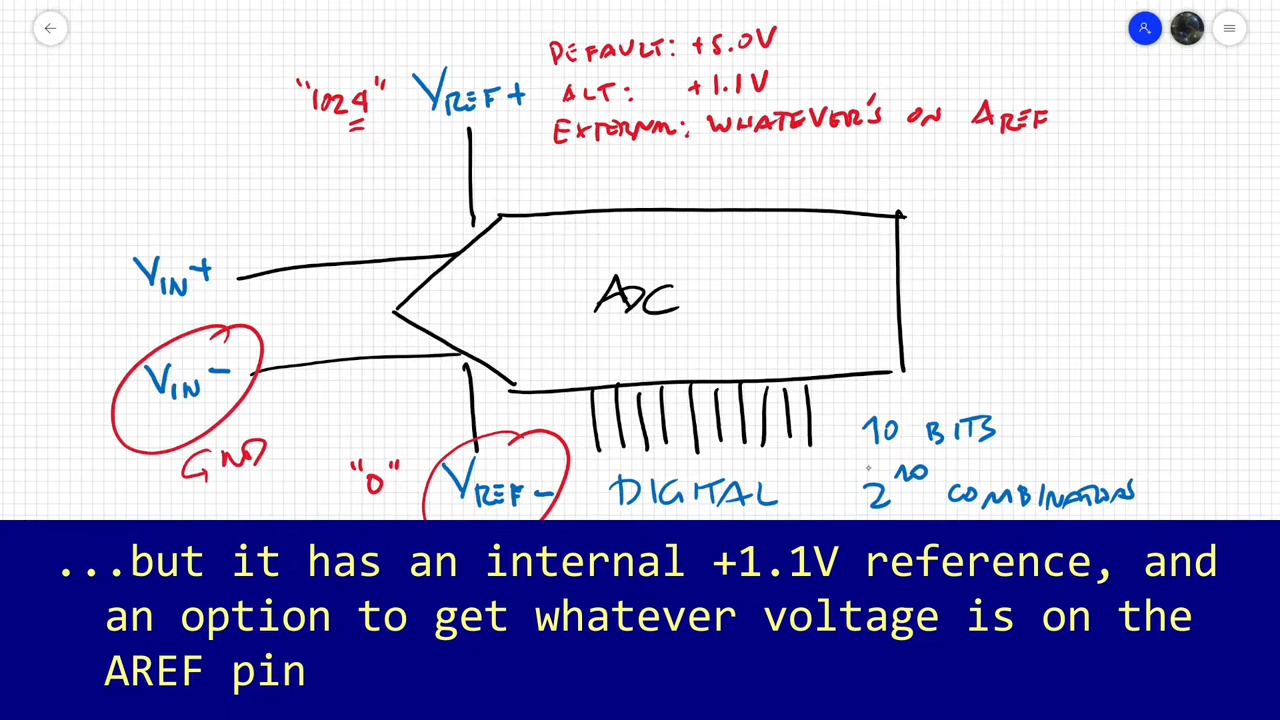 DEFAULT: +5.0V
"1024" VREF+ ALT: +1.1V
EXTERNAL: WHATEVER'S ON AREF
VIN+
ADC
VIN-
GND
10 BITS
"0" VREF- DIGITAL 2^10 COMBINATIONS
...but it has an internal +1.1V reference, and
an option to get whatever voltage is on the
AREF pin